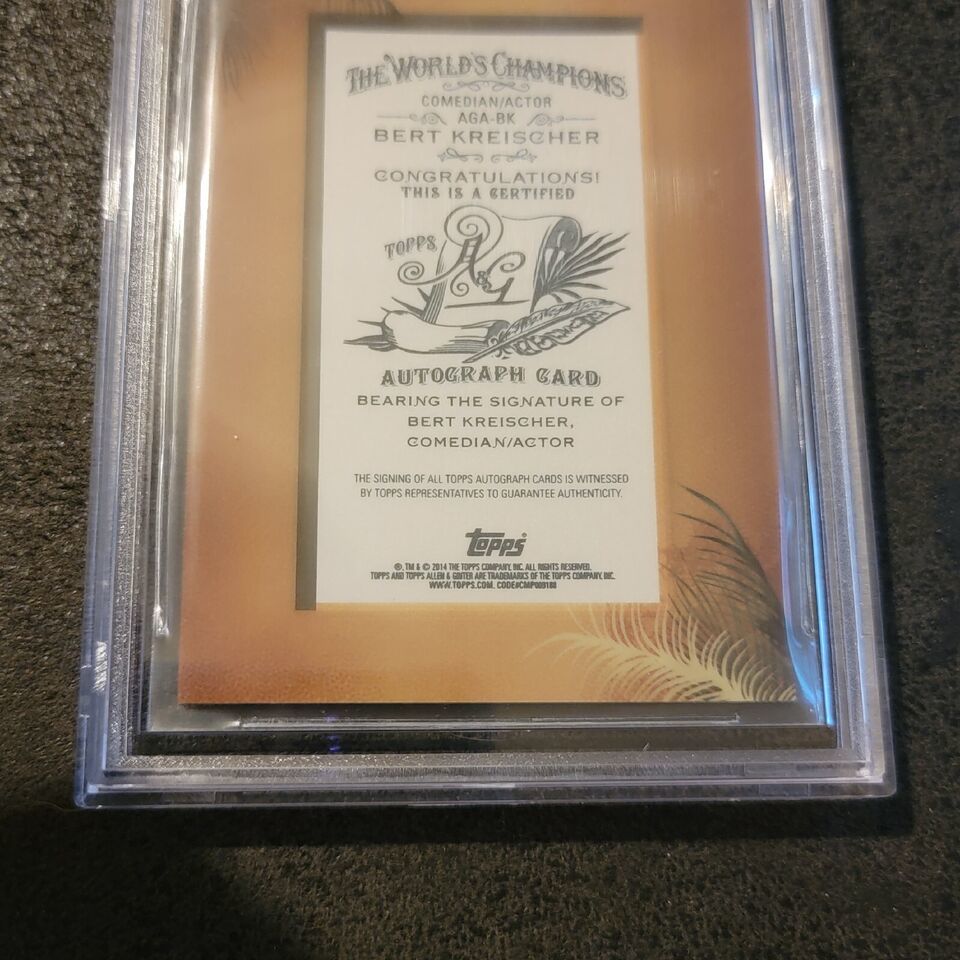 THE WORLD'S CHAMPIONS
COMEDIAN/ACTOR
AGA-BK
BERT KREISCHER
CONGRATULATIONS!
THIS IS A CERTIFIED
TOPPS
A&G
AUTOGRAPH CARD
BEARING THE SIGNATURE OF
BERT KREISCHER,
COMEDIAN/ACTOR
THE SIGNING OF ALL TOPPS AUTOGRAPH CARDS IS WITNESSED
BY TOPPS REPRESENTATIVES TO GUARANTEE AUTHENTICITY.
topps
®, TM & © 2014 THE TOPPS COMPANY, INC. ALL RIGHTS RESERVED.
TOPPS AND TOPPS ALLEN & GINTER ARE TRADEMARKS OF THE TOPPS COMPANY, INC.
WWW.TOPPS.COM. CODE#CMP009188